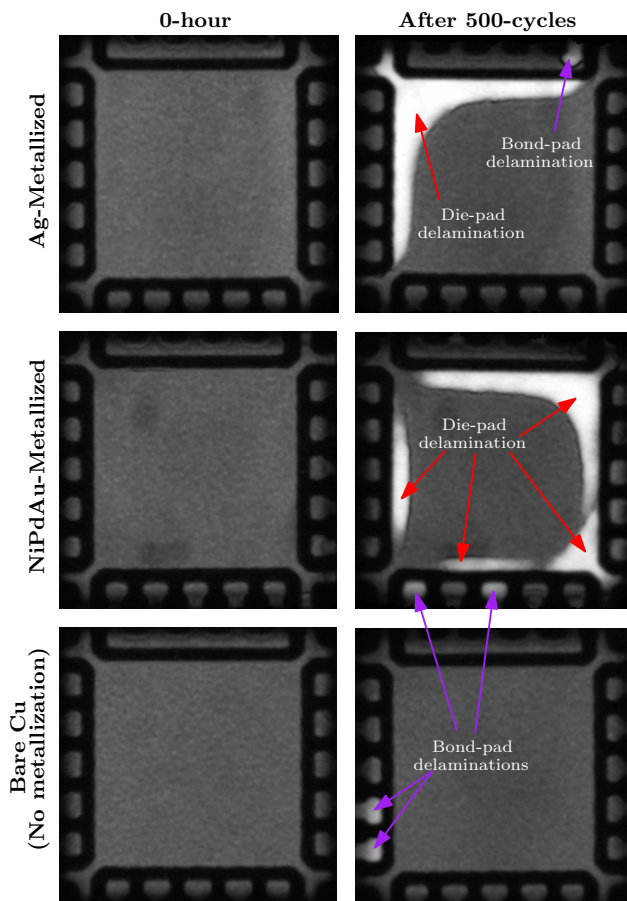 0-hour
After 500-cycles
Ag-Metallized
Bond-pad
delamination
Die-pad
delamination
NiPdAu-Metallized
Die-pad
delamination
Bare Cu
(No metallization)
Bond-pad
delaminations